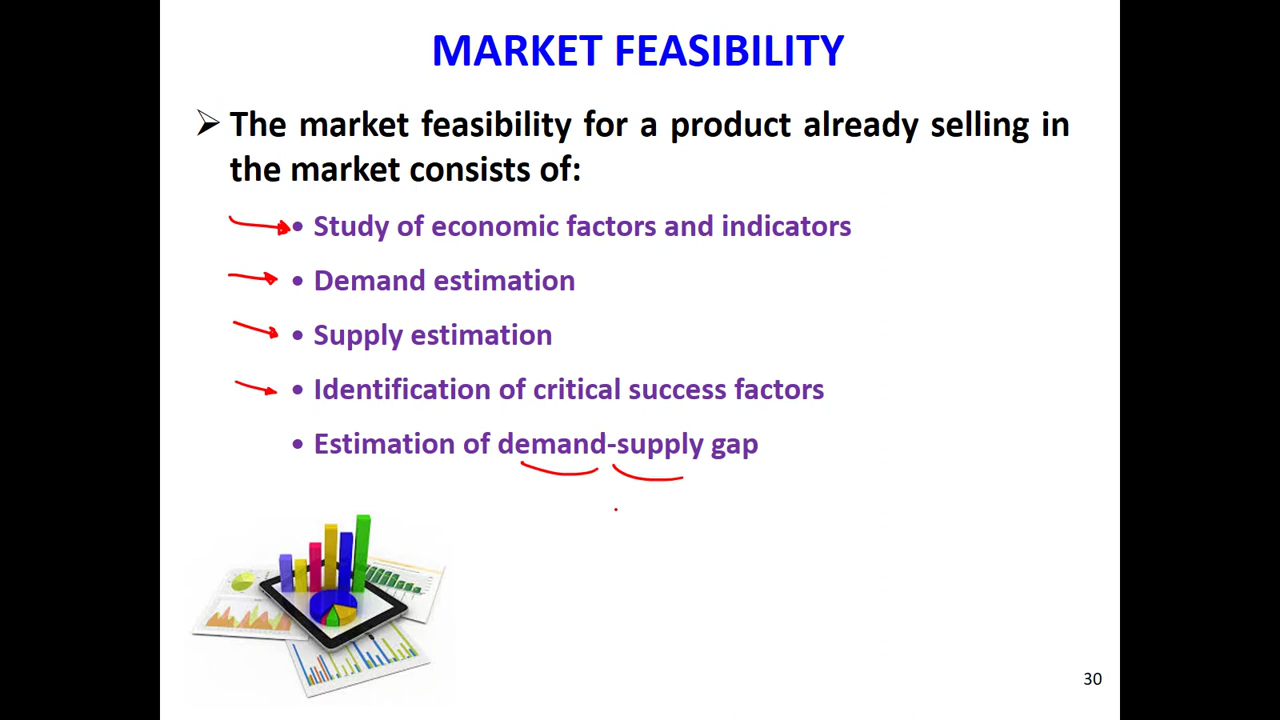 MARKET FEASIBILITY
➢ The market feasibility for a product already selling in
the market consists of:
• Study of economic factors and indicators
• Demand estimation
• Supply estimation
• Identification of critical success factors
• Estimation of demand-supply gap
30